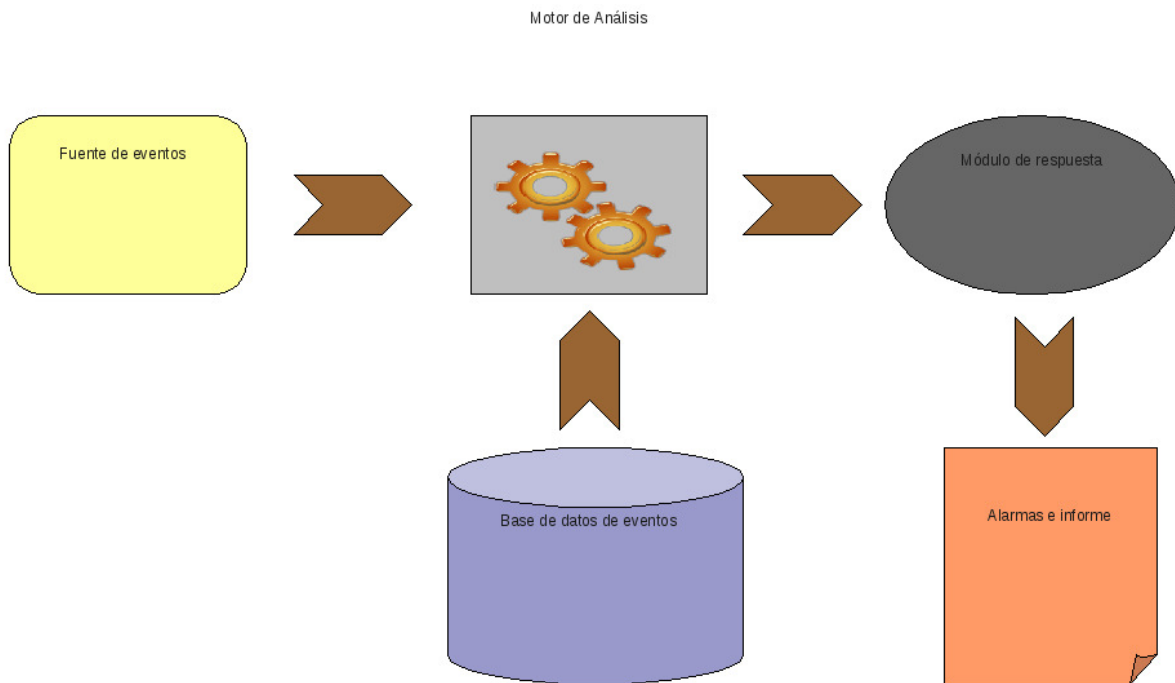 Motor de Análisis
Fuente de eventos
Módulo de respuesta
Base de datos de eventos
Alarmas e informe